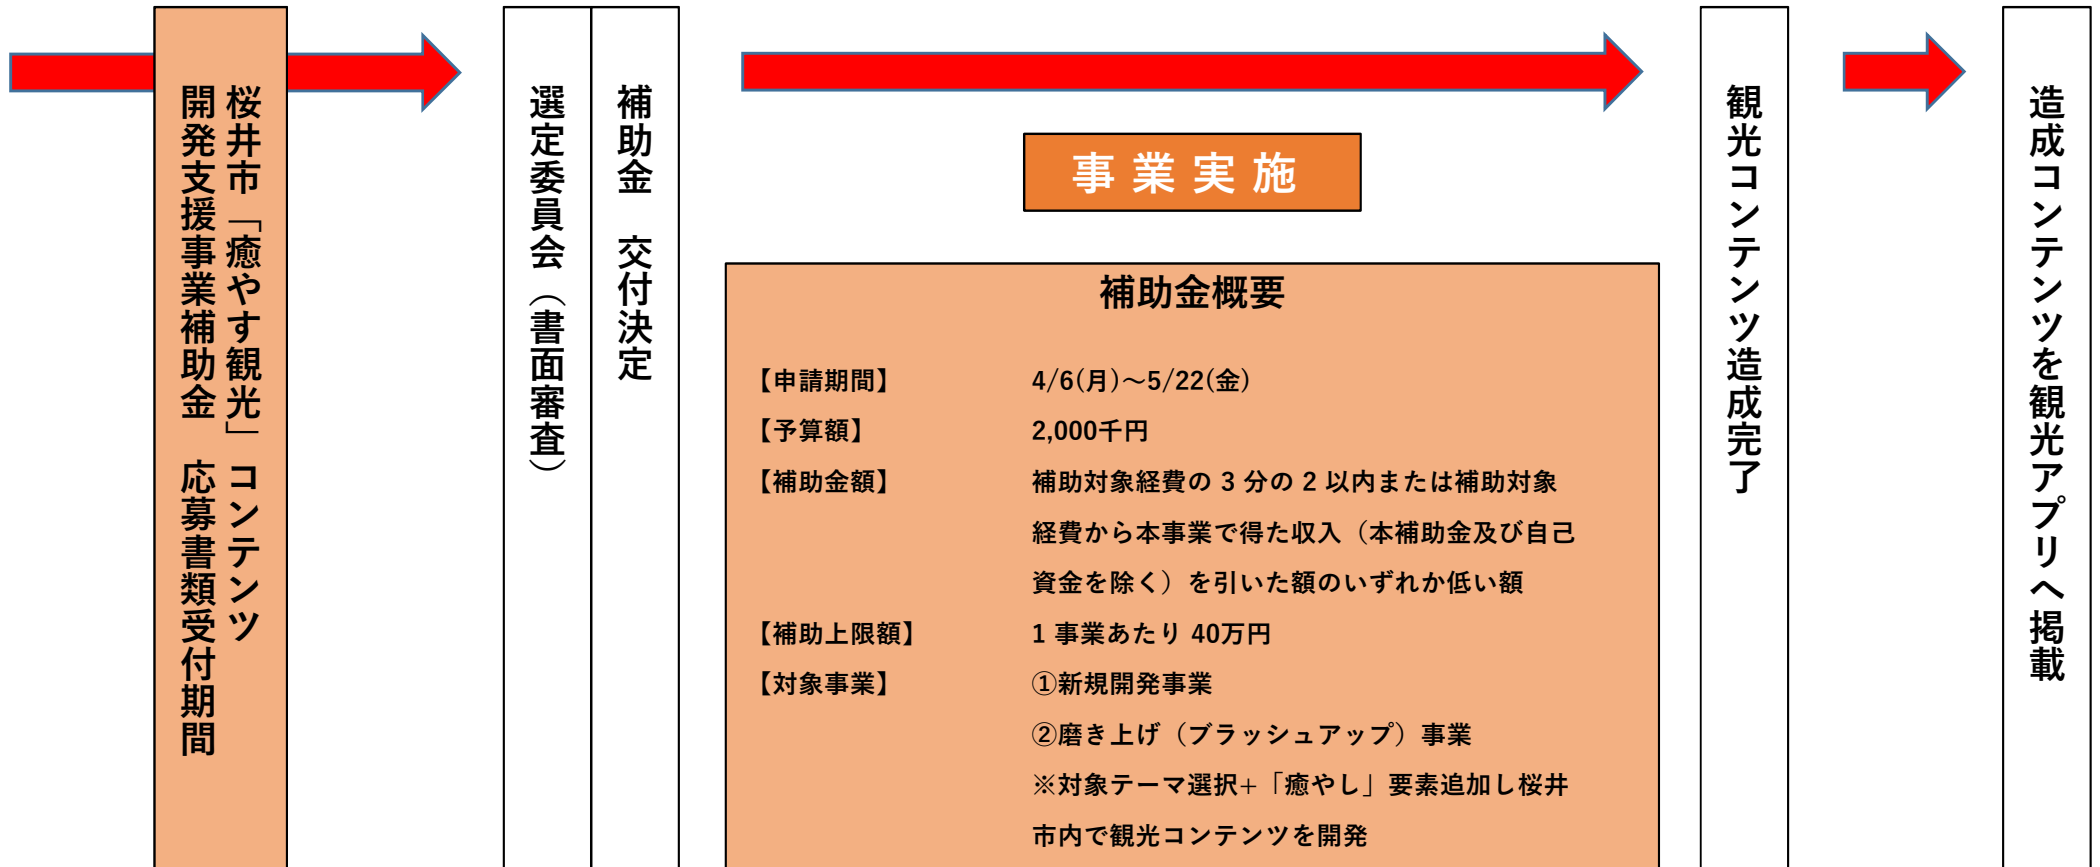 桜井市「癒やす観光」コンテンツ
開発支援事業補助金　応募書類受付期間
選定委員会（書面審査）
補助金　交付決定
事業実施
補助金概要
【申請期間】 4/6(月)～5/22(金)
【予算額】 2,000千円
【補助金額】 補助対象経費の 3 分の 2 以内または補助対象
経費から本事業で得た収入（本補助金及び自己
資金を除く）を引いた額のいずれか低い額
【補助上限額】 1 事業あたり 40万円
【対象事業】 ①新規開発事業
②磨き上げ（ブラッシュアップ）事業
※対象テーマ選択+「癒やし」要素追加し桜井
市内で観光コンテンツを開発
観光コンテンツ造成完了
造成コンテンツを観光アプリへ掲載